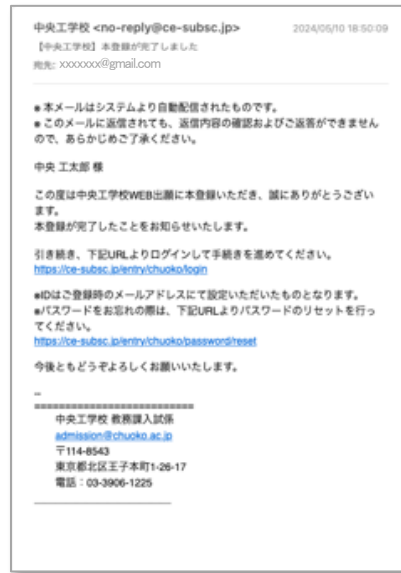 中央工学校 <no-reply@ce-subsc.jp> 2024/05/10 18:50:09
【中央工学校】本登録が完了しました
宛先: xxxxxxx@gmail.com
※ 本メールはシステムより自動配信されたものです。
※ このメールに返信されても、返信内容の確認およびご返答ができません
ので、あらかじめご了承ください。
中央 工太郎 様
この度は中央工学校WEB出願に本登録いただき、誠にありがとうござい
ます。
本登録が完了したことをお知らせいたします。
引き続き、下記URLよりログインして手続きを進めてください。
https://ce-subsc.jp/entry/chuoko/login
※IDはご登録時のメールアドレスにて設定いただいたものとなります。
※パスワードをお忘れの際は、下記URLよりパスワードのリセットを行っ
てください。
https://ce-subsc.jp/entry/chuoko/password/reset
今後ともどうぞよろしくお願いいたします。
--
==========================
中央工学校 教務課入試係
admission@chuoko.ac.jp
〒114-8543
東京都北区王子本町1-26-17
電話：03-3906-1225